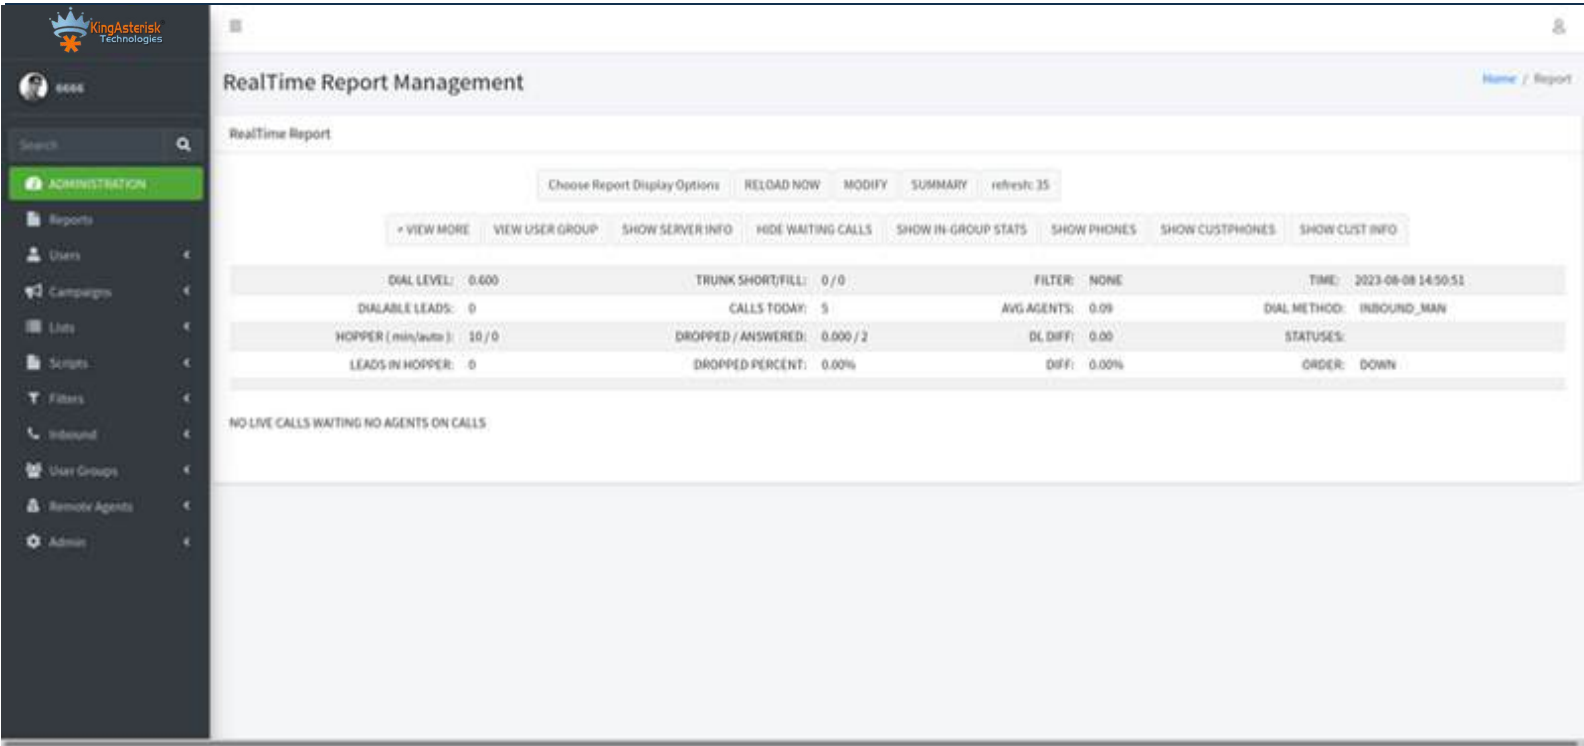 KingAsterisk
Technologies
6666
Search
ADMINISTRATION
Reports
Users
Campaigns
Lists
Scripts
Filters
Inbound
User Groups
Remote Agents
Admin
RealTime Report Management
Home / Report
RealTime Report
Choose Report Display Options RELOAD NOW MODIFY SUMMARY refresh: 35
+ VIEW MORE VIEW USER GROUP SHOW SERVER INFO HIDE WAITING CALLS SHOW IN-GROUP STATS SHOW PHONES SHOW CUSTPHONES SHOW CUST INFO
DIAL LEVEL: 0.600 TRUNK SHORT/FILL: 0 / 0 FILTER: NONE TIME: 2023-08-08 14:50:51
DIALABLE LEADS: 0 CALLS TODAY: 5 AVG AGENTS: 0.09 DIAL METHOD: INBOUND_MAN
HOPPER ( min/auto ): 10 / 0 DROPPED / ANSWERED: 0.000 / 2 DL DIFF: 0.00 STATUSES:
LEADS IN HOPPER: 0 DROPPED PERCENT: 0.00% DIFF: 0.00% ORDER: DOWN
NO LIVE CALLS WAITING NO AGENTS ON CALLS